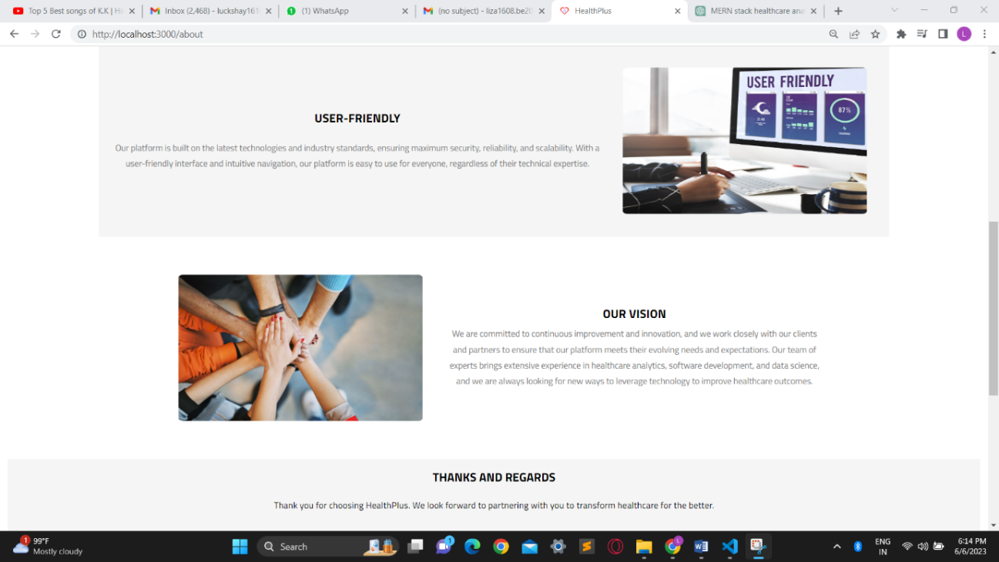 Top 5 Best songs of K.K | Hi
Inbox (2,468) - luckshay161
(1) WhatsApp
(no subject) - liza1608.be20
HealthPlus
MERN stack healthcare ana
http://localhost:3000/about
L
USER FRIENDLY
87%
USER-FRIENDLY
Our platform is built on the latest technologies and industry standards, ensuring maximum security, reliability, and scalability. With a
user-friendly interface and intuitive navigation, our platform is easy to use for everyone, regardless of their technical expertise.
OUR VISION
We are committed to continuous improvement and innovation, and we work closely with our clients
and partners to ensure that our platform meets their evolving needs and expectations. Our team of
experts brings extensive experience in healthcare analytics, software development, and data science,
and we are always looking for new ways to leverage technology to improve healthcare outcomes.
THANKS AND REGARDS
Thank you for choosing HealthPlus. We look forward to partnering with you to transform healthcare for the better.
1
99°F
Mostly cloudy
Search
1
L
ENG
IN
6:14 PM
6/6/2023